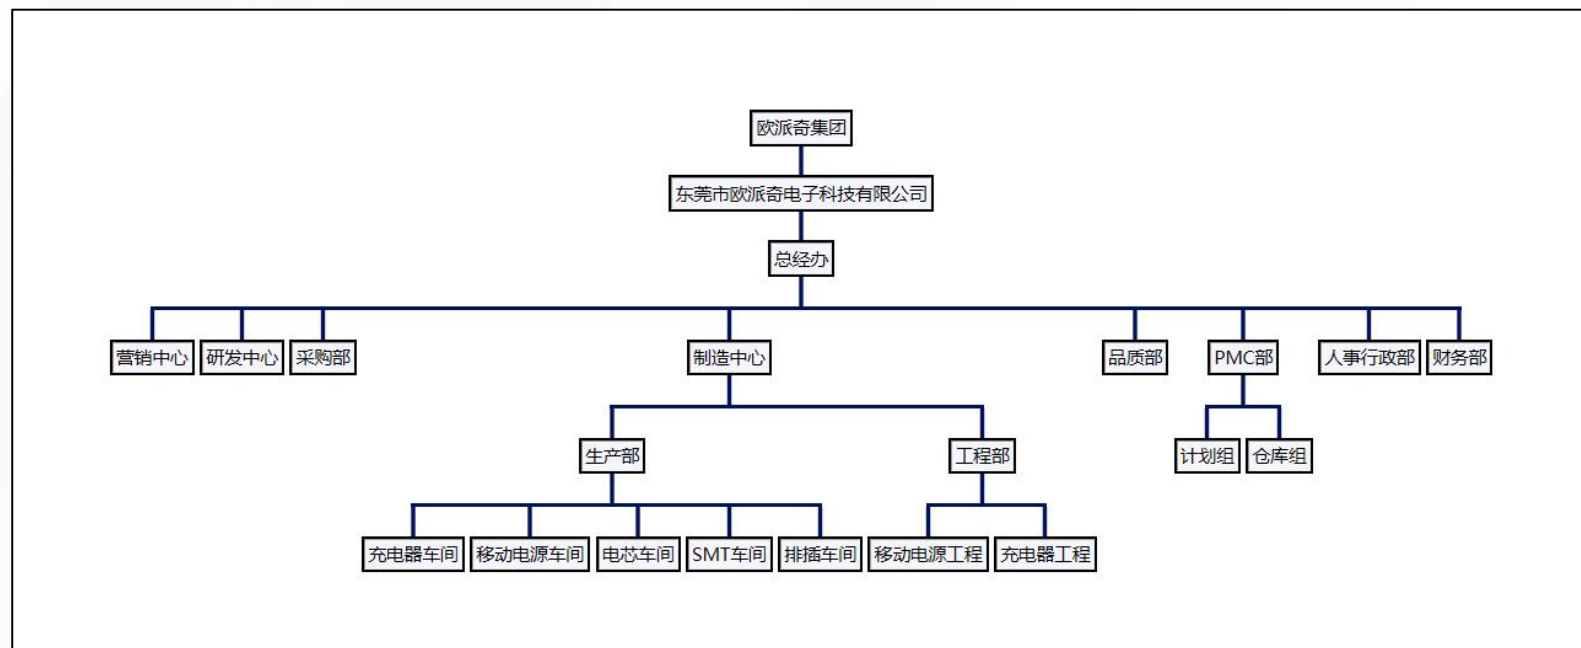 欧派奇集团
东莞市欧派奇电子科技有限公司
总经办
营销中心
研发中心
采购部
制造中心
品质部
PMC部
人事行政部
财务部
生产部
工程部
计划组
仓库组
充电器车间
移动电源车间
电芯车间
SMT车间
排插车间
移动电源工程
充电器工程